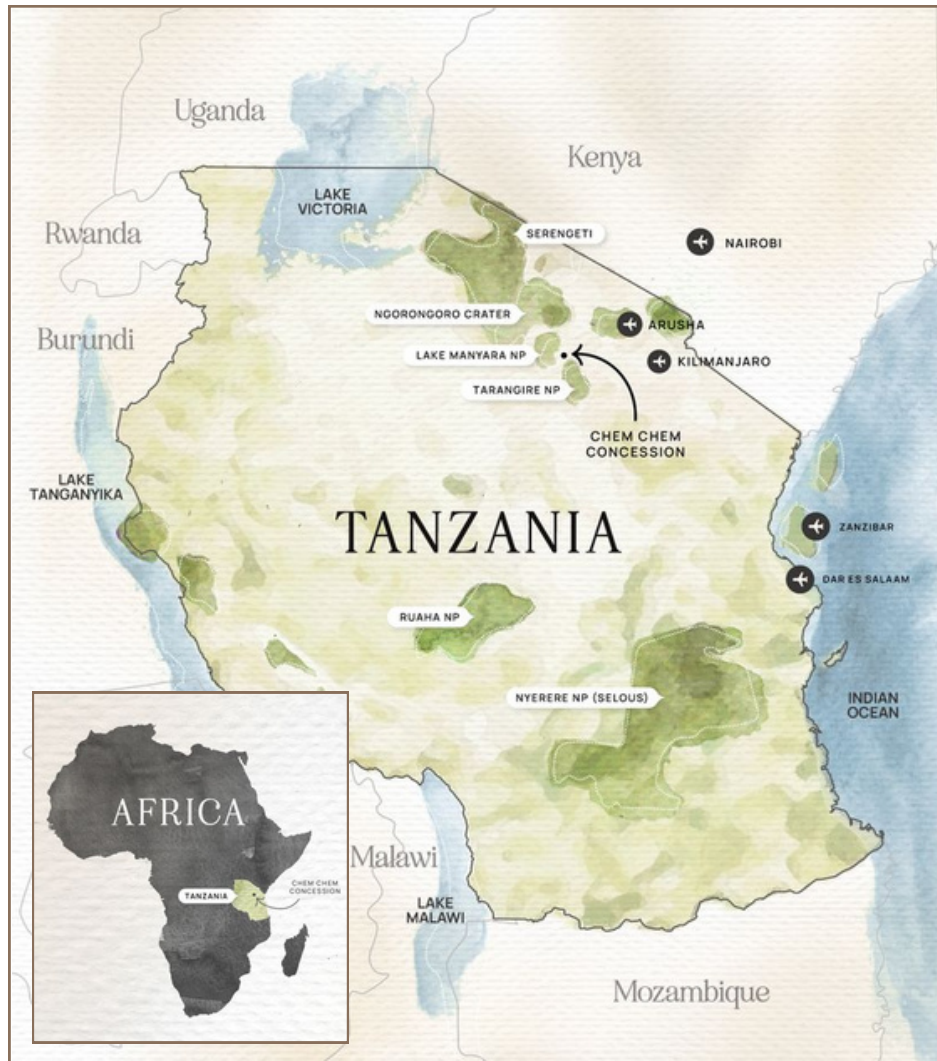 Uganda
Kenya
LAKE
VICTORIA
Rwanda
SERENGETI
NAIROBI
NGORONGORO CRATER
ARUSHA
Burundi
LAKE MANYARA NP
KILIMANJARO
TARANGIRE NP
CHEM CHEM
CONCESSION
LAKE
TANGANYIKA
TANZANIA
ZANZIBAR
DAR ES SALAAM
RUAHA NP
NYERERE NP (SELOUS)
INDIAN
OCEAN
AFRICA
TANZANIA
CHEM CHEM
CONCESSION
Malawi
LAKE
MALAWI
Mozambique